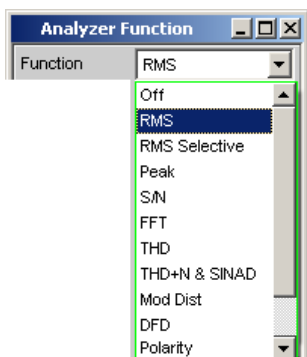 Analyzer Function
Function RMS
Off
RMS
RMS Selective
Peak
S/N
FFT
THD
THD+N & SINAD
Mod Dist
DFD
Polarity